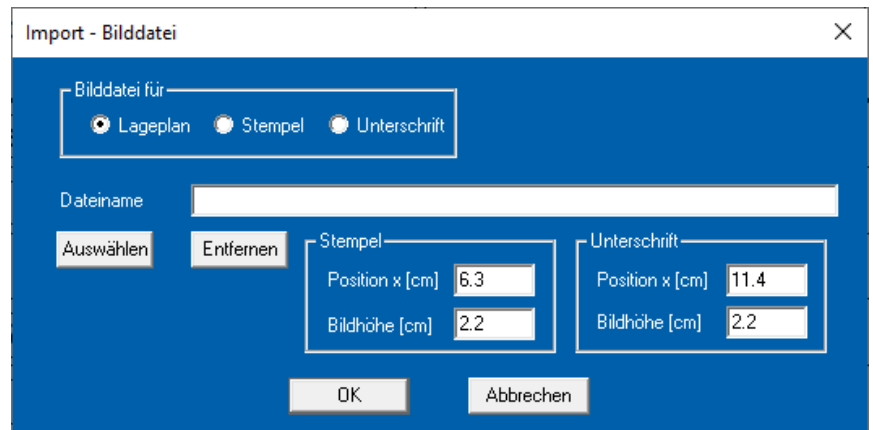 Import - Bilddatei
Bilddatei für
Lageplan Stempel Unterschrift
Dateiname
Auswählen Entfernen
Stempel
Position x [cm] 6.3
Bildhöhe [cm] 2.2
Unterschrift
Position x [cm] 11.4
Bildhöhe [cm] 2.2
OK Abbrechen